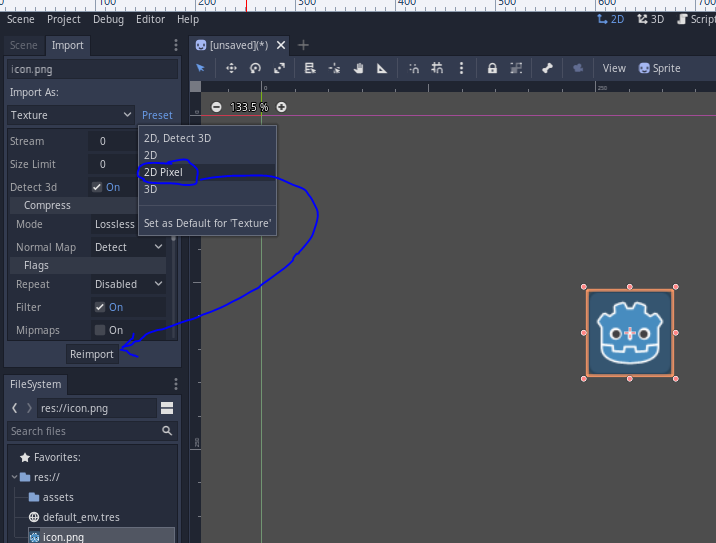 0 100 200 300 400 500 600 700
Scene Project Debug Editor Help 2D 3D Script
Scene Import [unsaved](*)
icon.png
Import As: View Sprite
Texture Preset
0 250
133.5 %
Stream 0 2D, Detect 3D
2D
Size Limit 0 2D Pixel
Detect 3d On 3D
Compress
Mode Lossless Set as Default for 'Texture'
Normal Map Detect
Flags
Repeat Disabled
Filter On
Mipmaps On
Reimport
FileSystem
res://icon.png
Search files
250
Favorites:
res://
assets
default_env.tres
icon.png